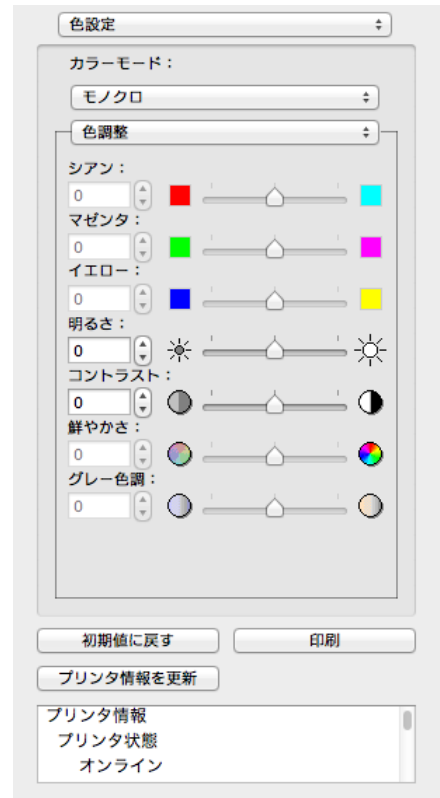 色設定
カラーモード：
モノクロ
色調整
シアン：
0
マゼンタ：
0
イエロー：
0
明るさ：
0
コントラスト：
0
鮮やかさ：
0
グレー色調：
0
初期値に戻す 印刷
プリンタ情報を更新
プリンタ情報
プリンタ状態
オンライン